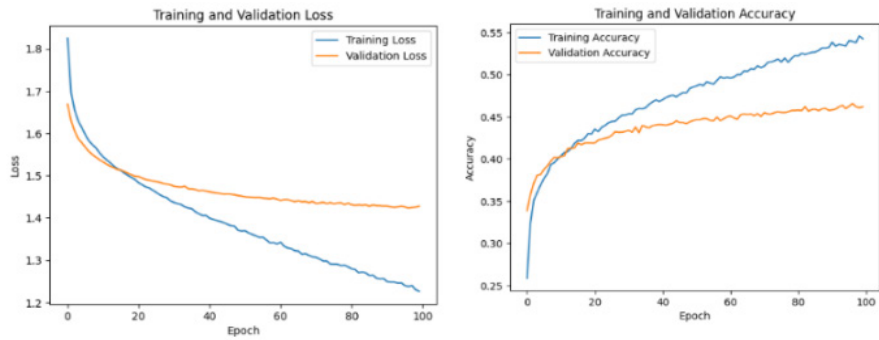 Training and Validation Loss
Training Loss
Validation Loss
1.8
1.7
1.6
1.5
1.4
1.3
1.2
Loss
0
20
40
60
80
100
Epoch
Training and Validation Accuracy
Training Accuracy
Validation Accuracy
0.55
0.50
0.45
0.40
0.35
0.30
0.25
Accuracy
0
20
40
60
80
100
Epoch